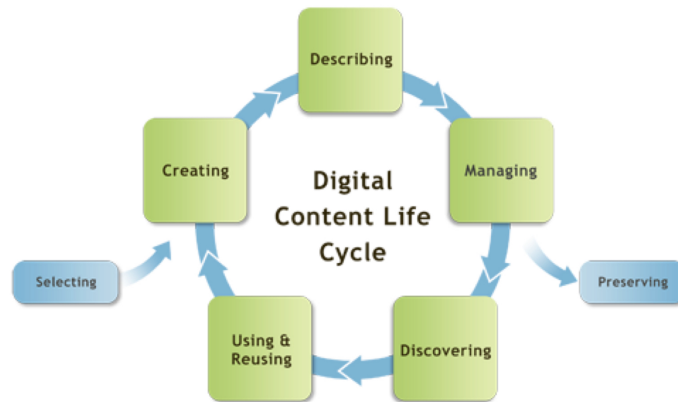 Describing
Creating
Managing
Digital
Content Life
Cycle
Selecting
Preserving
Using &
Reusing
Discovering